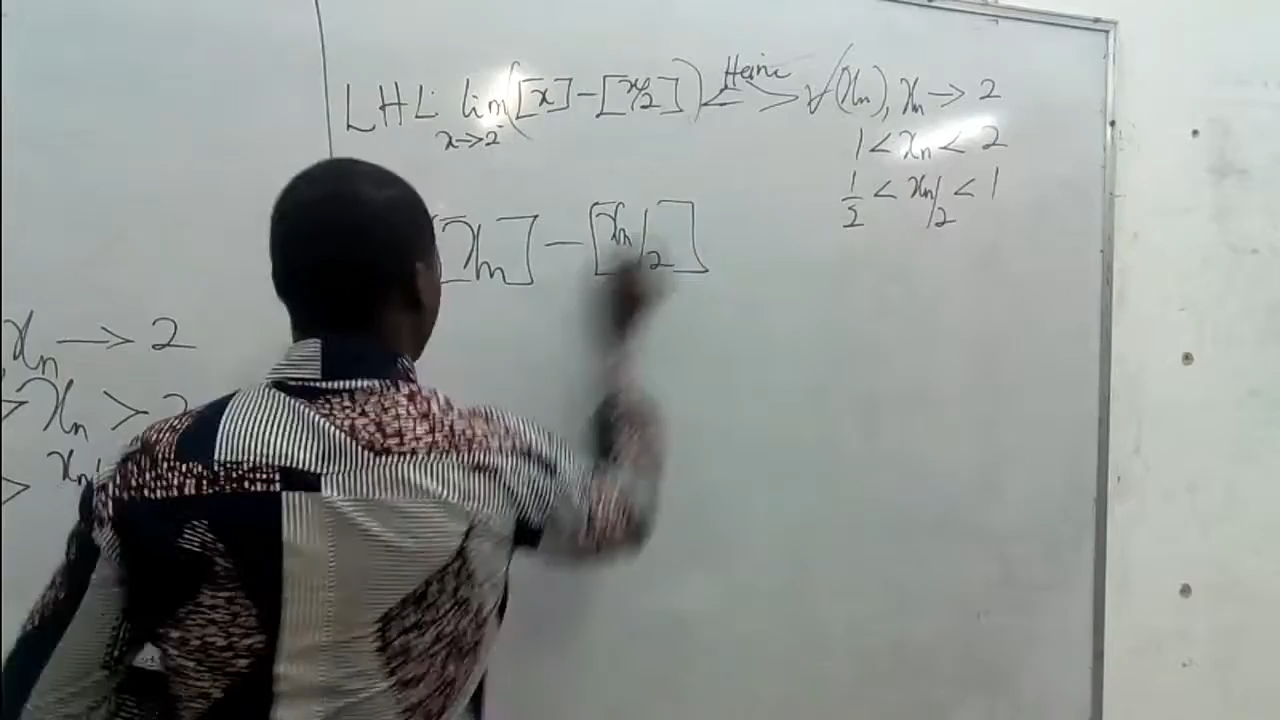 LHL lim ([x] - [x/2]) <=> Heine ∀(xn), xn → 2
x→2⁻
1 < xn < 2
1/2 < xn/2 < 1
[xn] - [xn/2]
xn → 2
xn >
xn